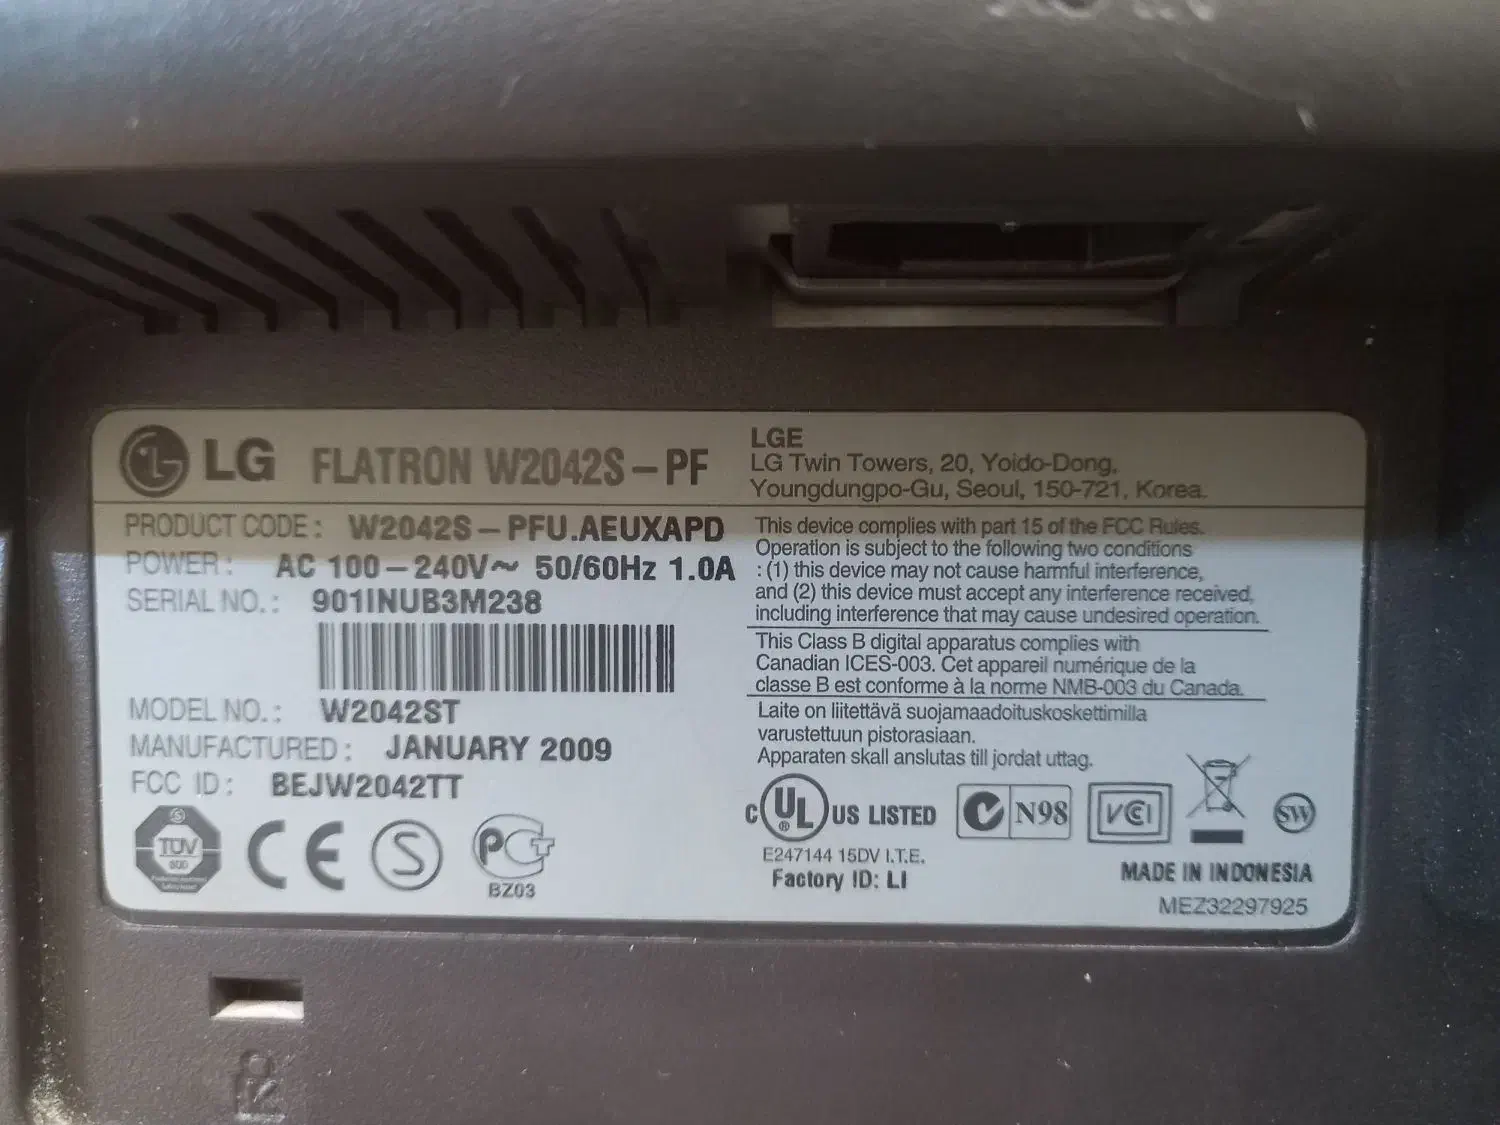 LG FLATRON W2042S-PF
LGE
LG Twin Towers, 20, Yoido-Dong,
Youngdungpo-Gu, Seoul, 150-721, Korea.
PRODUCT CODE: W2042S-PFU.AEUXAPD
POWER: AC 100-240V~ 50/60Hz 1.0A
SERIAL NO.: 901INUB3M238
MODEL NO.: W2042ST
MANUFACTURED: JANUARY 2009
FCC ID: BEJW2042TT
This device complies with part 15 of the FCC Rules.
Operation is subject to the following two conditions
: (1) this device may not cause harmful interference,
and (2) this device must accept any interference received,
including interference that may cause undesired operation.
This Class B digital apparatus complies with
Canadian ICES-003. Cet appareil numérique de la
classe B est conforme à la norme NMB-003 du Canada.
Laite on liitettävä suojamaadoituskoskettimilla
varustettuun pistorasiaan.
Apparaten skall anslutas till jordat uttag.
TÜV
CE
S
PCT
BZ03
C UL ® US LISTED
N98
VCCI
SW
E247144 15DV I.T.E.
Factory ID: LI
MADE IN INDONESIA
MEZ32297925